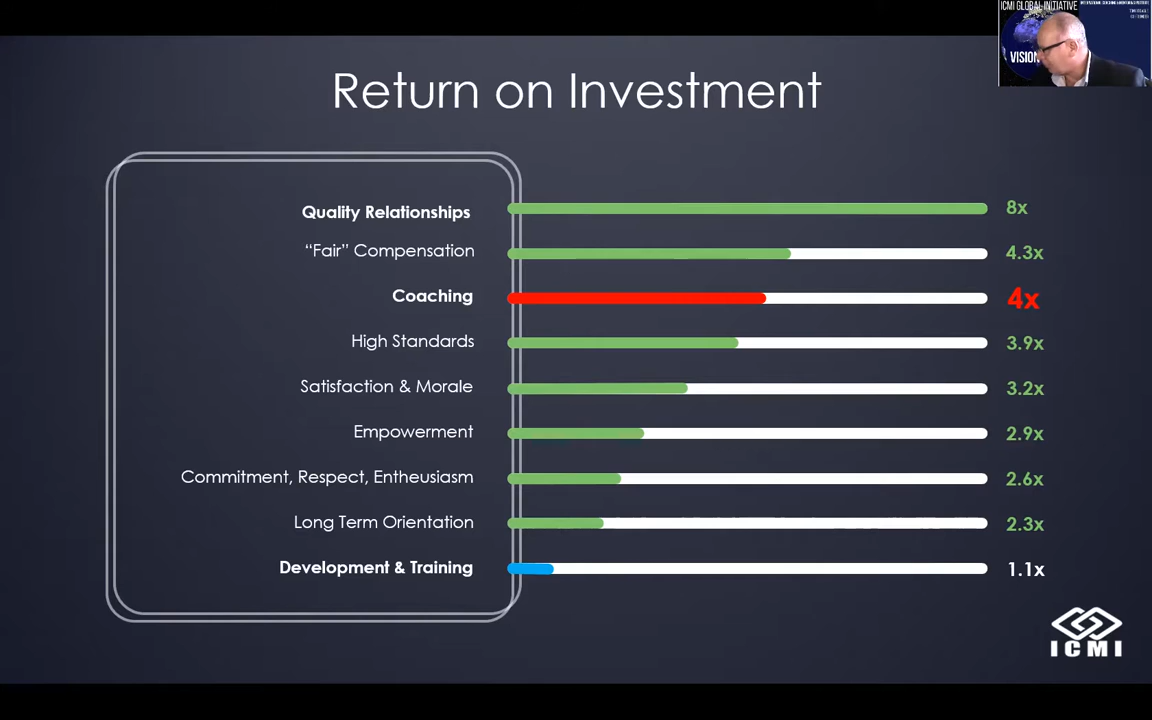 ICMI GLOBAL INITIATIVE
VISION
Return on Investment
Quality Relationships 8x
“Fair” Compensation 4.3x
Coaching 4x
High Standards 3.9x
Satisfaction & Morale 3.2x
Empowerment 2.9x
Commitment, Respect, Entheusiasm 2.6x
Long Term Orientation 2.3x
Development & Training 1.1x
ICMI